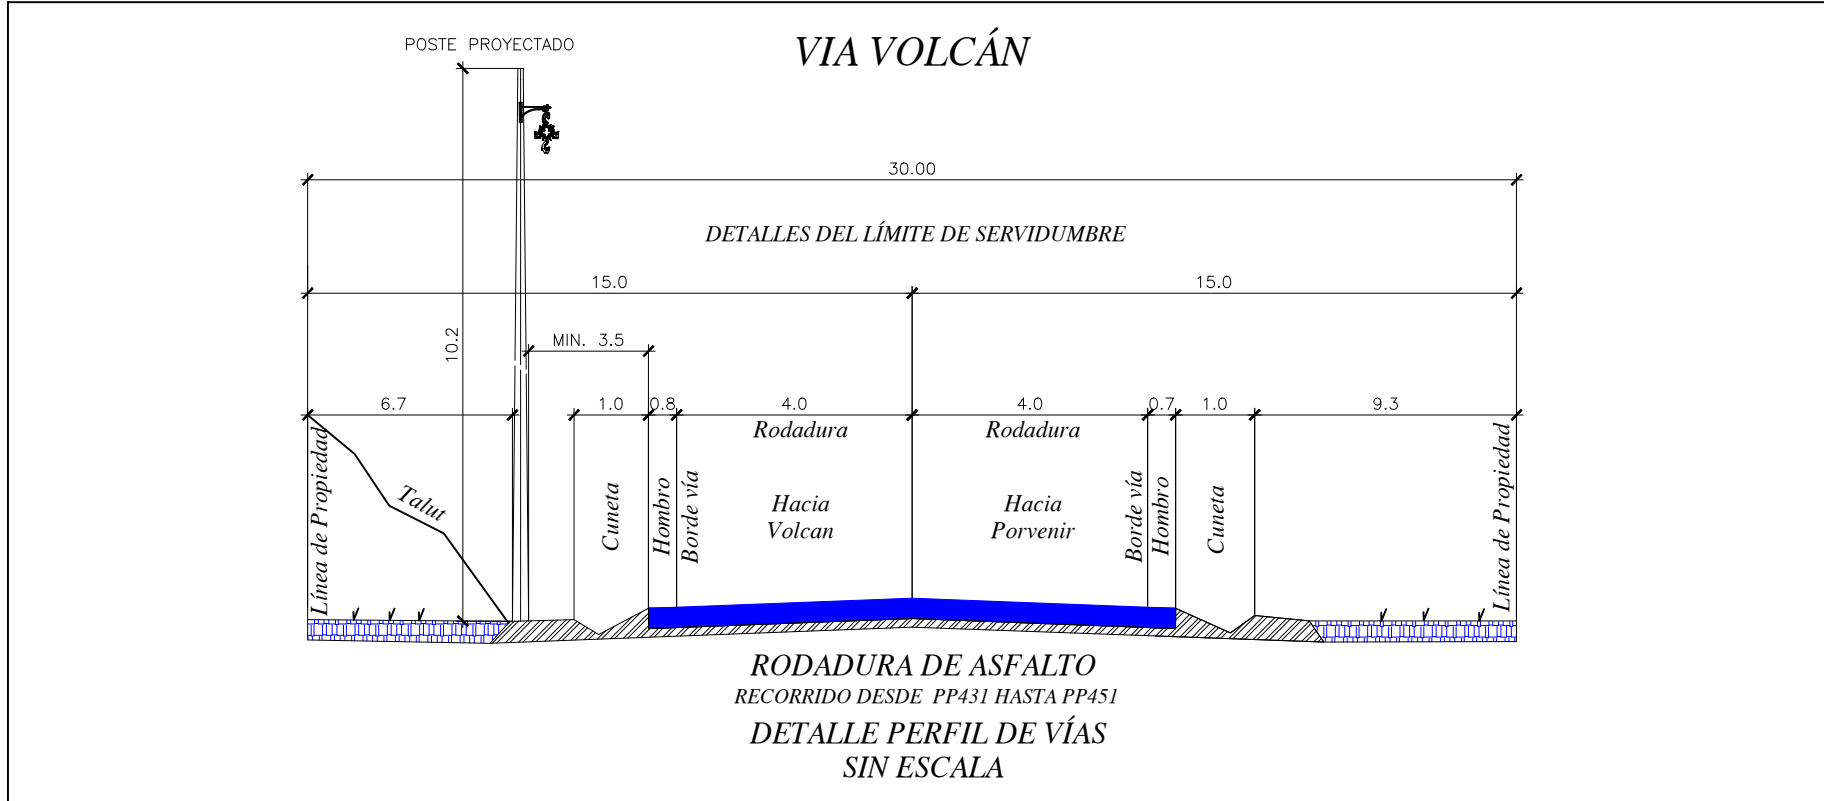 VIA VOLCÁN
POSTE PROYECTADO
30.00
DETALLES DEL LÍMITE DE SERVIDUMBRE
15.0
15.0
10.2
MIN. 3.5
6.7
1.0
0.8
4.0
4.0
0.7
1.0
9.3
Rodadura
Rodadura
Línea de Propiedad
Talut
Cuneta
Hombro
Borde vía
Hacia
Volcan
Hacia
Porvenir
Borde vía
Hombro
Cuneta
Línea de Propiedad
RODADURA DE ASFALTO
RECORRIDO DESDE PP431 HASTA PP451
DETALLE PERFIL DE VÍAS
SIN ESCALA